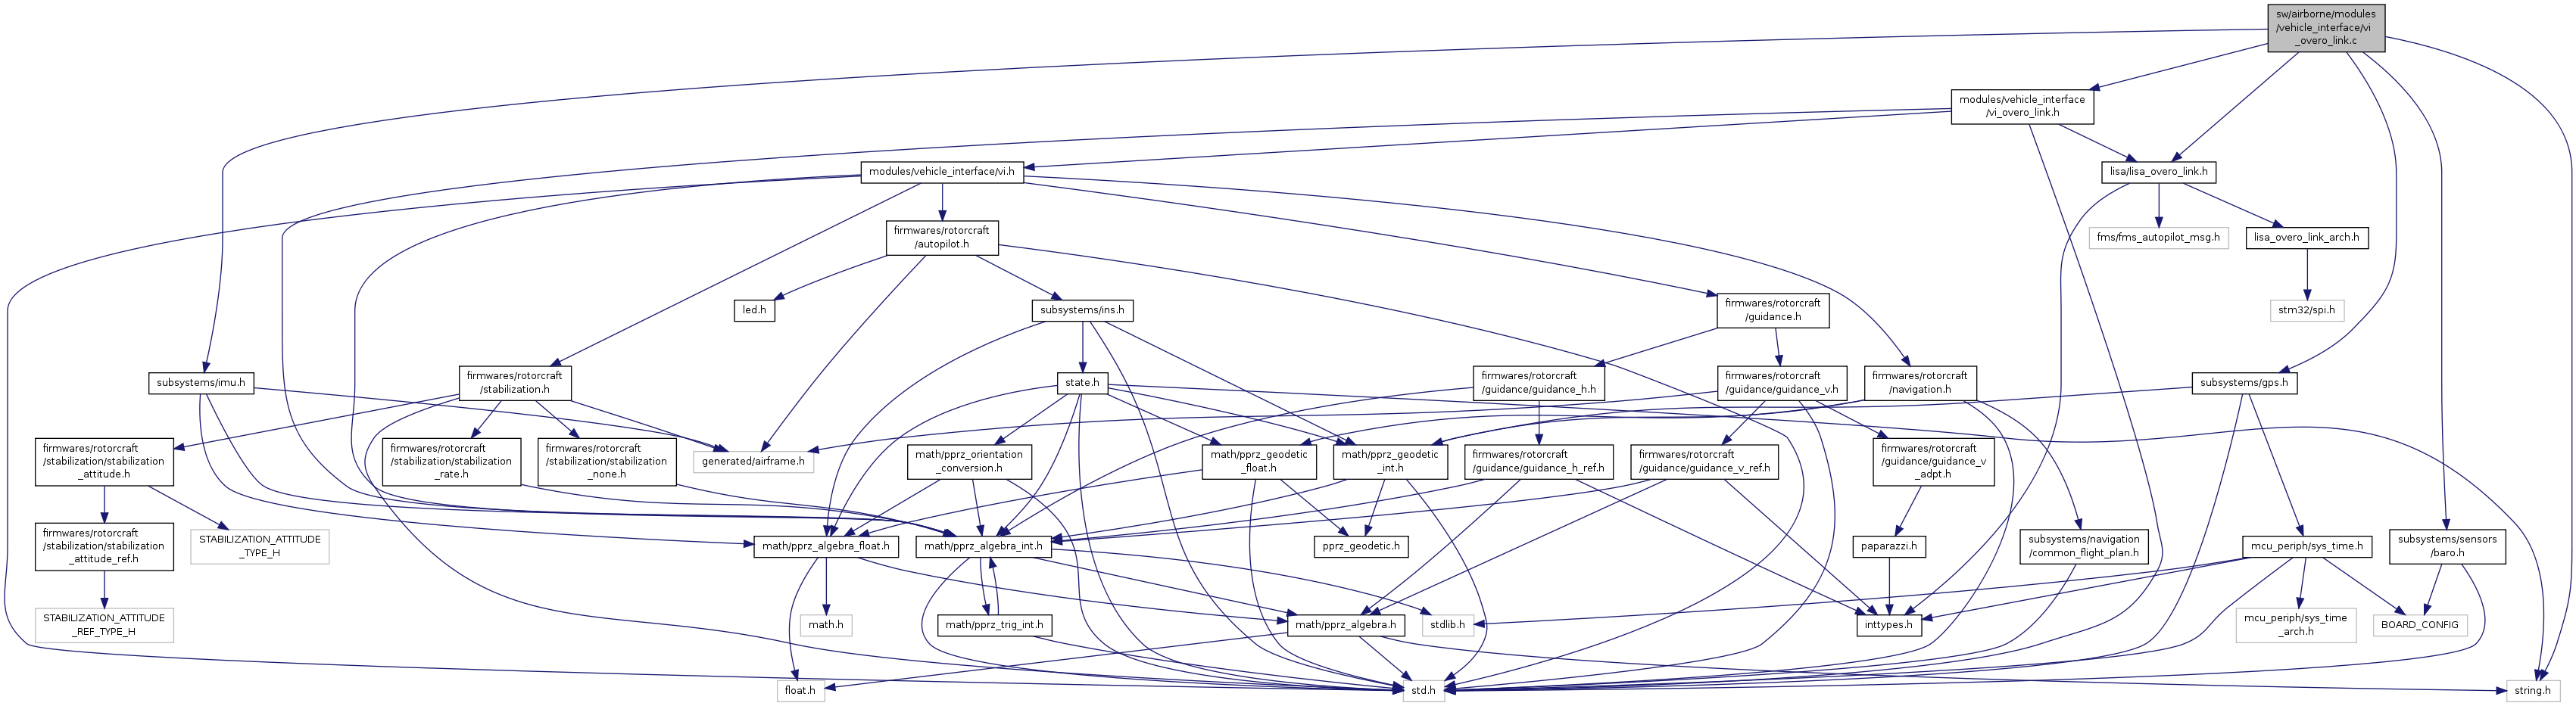 sw/airborne/modules
/vehicle_interface/vi
_overo_link.c
modules/vehicle_interface
/vi_overo_link.h
modules/vehicle_interface/vi.h
lisa/lisa_overo_link.h
firmwares/rotorcraft
/autopilot.h
fms/fms_autopilot_msg.h
lisa_overo_link_arch.h
led.h
subsystems/ins.h
firmwares/rotorcraft
/guidance.h
stm32/spi.h
subsystems/imu.h
firmwares/rotorcraft
/stabilization.h
state.h
firmwares/rotorcraft
/guidance/guidance_h.h
firmwares/rotorcraft
/guidance/guidance_v.h
firmwares/rotorcraft
/navigation.h
subsystems/gps.h
firmwares/rotorcraft
/stabilization/stabilization
_attitude.h
firmwares/rotorcraft
/stabilization/stabilization
_rate.h
firmwares/rotorcraft
/stabilization/stabilization
_none.h
generated/airframe.h
math/pprz_orientation
_conversion.h
math/pprz_geodetic
_float.h
math/pprz_geodetic
_int.h
firmwares/rotorcraft
/guidance/guidance_h_ref.h
firmwares/rotorcraft
/guidance/guidance_v_ref.h
firmwares/rotorcraft
/guidance/guidance_v
_adpt.h
firmwares/rotorcraft
/stabilization/stabilization
_attitude_ref.h
STABILIZATION_ATTITUDE
_TYPE_H
math/pprz_algebra_float.h
math/pprz_algebra_int.h
pprz_geodetic.h
paparazzi.h
subsystems/navigation
/common_flight_plan.h
mcu_periph/sys_time.h
subsystems/sensors
/baro.h
STABILIZATION_ATTITUDE
_REF_TYPE_H
math.h
math/pprz_trig_int.h
math/pprz_algebra.h
stdlib.h
inttypes.h
mcu_periph/sys_time
_arch.h
BOARD_CONFIG
float.h
std.h
string.h